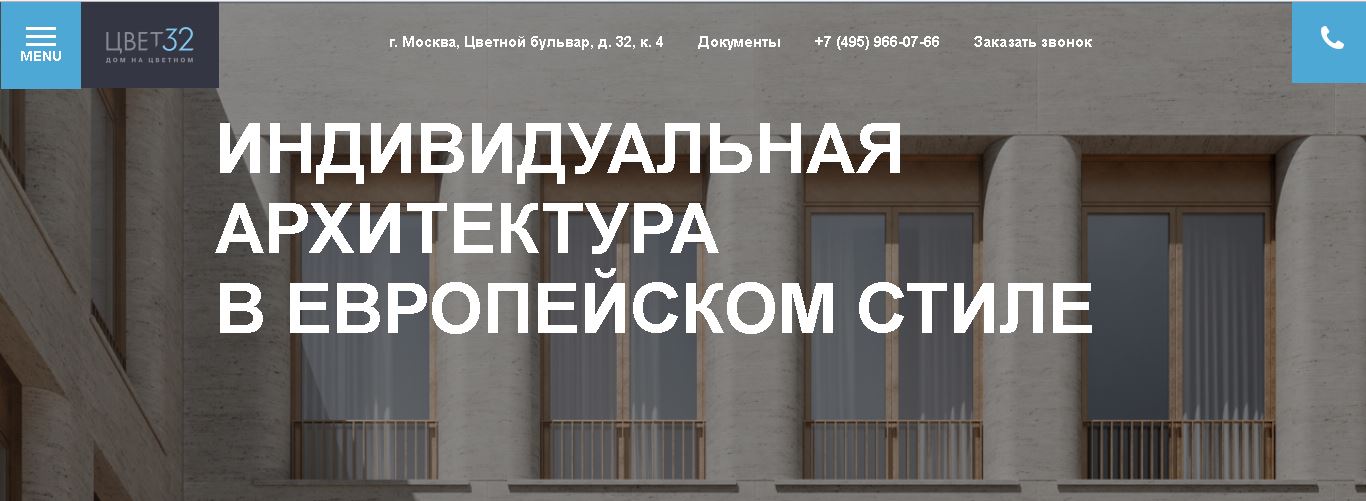 MENU
ЦВЕТ32
ДОМ НА ЦВЕТНОМ
г. Москва, Цветной бульвар, д. 32, к. 4 Документы +7 (495) 966-07-66 Заказать звонок
ИНДИВИДУАЛЬНАЯ
АРХИТЕКТУРА
В ЕВРОПЕЙСКОМ СТИЛЕ